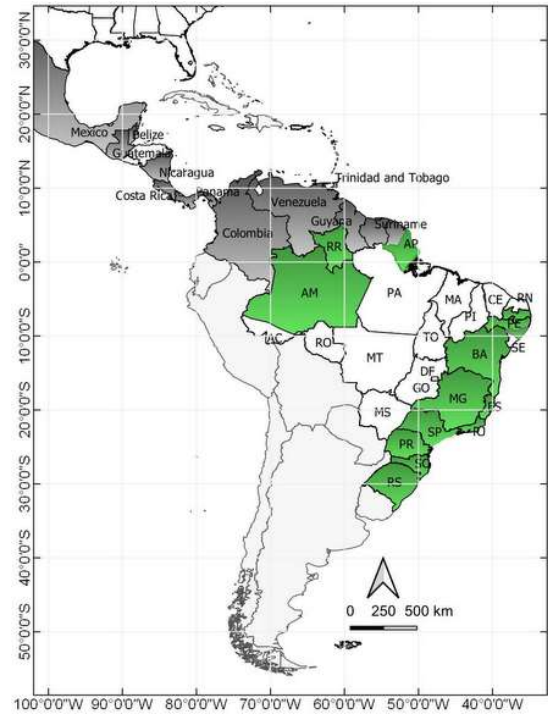 30°0'0"N
20°0'0"N
10°0'0"N
0°0'0"
10°0'0"S
20°0'0"S
30°0'0"S
40°0'0"S
50°0'0"S
Mexico
Belize
Guatemala
Nicaragua
Costa Rica
Panama
Trinidad and Tobago
Venezuela
Guyana
Suriname
Colombia
RR
AP
AM
PA
MA
CE
RN
PI
PE
AC
RO
TO
SE
BA
MT
DF
GO
MG
ES
MS
SP
RJ
PR
SC
RS
0 250 500 km
100°0'0"W 90°0'0"W 80°0'0"W 70°0'0"W 60°0'0"W 50°0'0"W 40°0'0"W